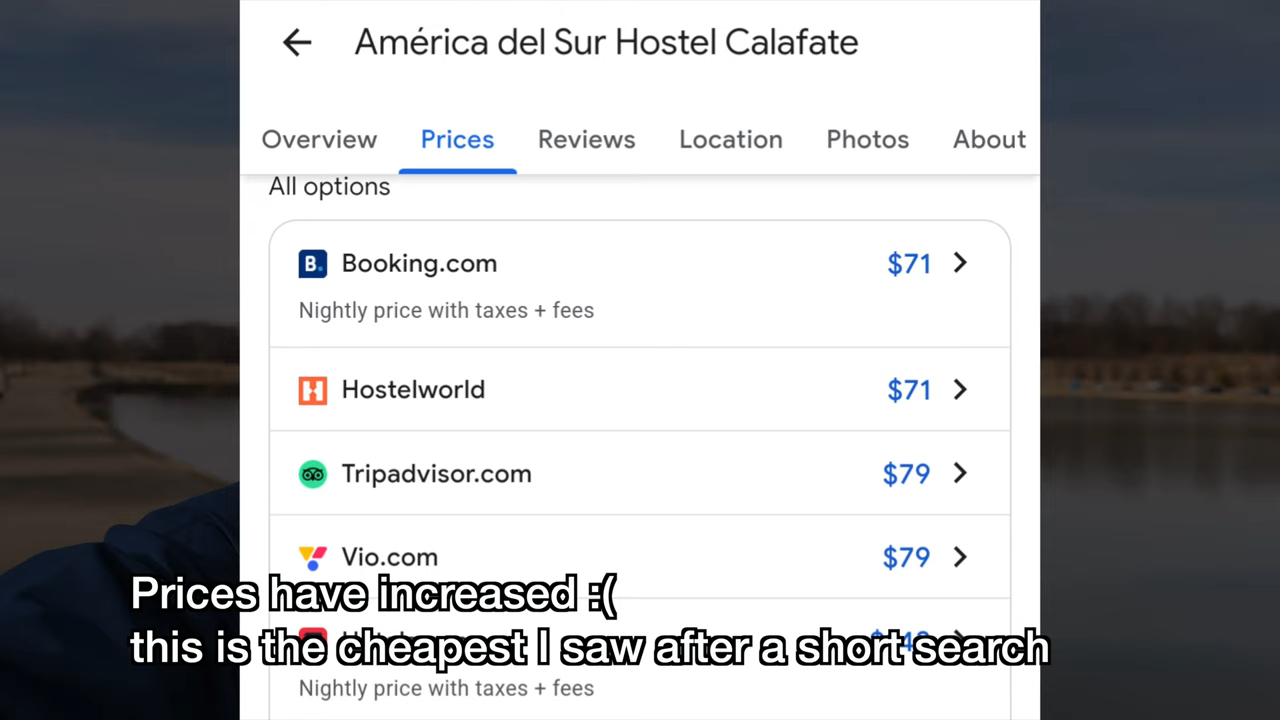 América del Sur Hostel Calafate
Overview Prices Reviews Location Photos About
All options
B. Booking.com $71
Nightly price with taxes + fees
Hostelworld $71
Tripadvisor.com $79
Vio.com $79
Prices have increased :(
this is the cheapest I saw after a short search
Nightly price with taxes + fees